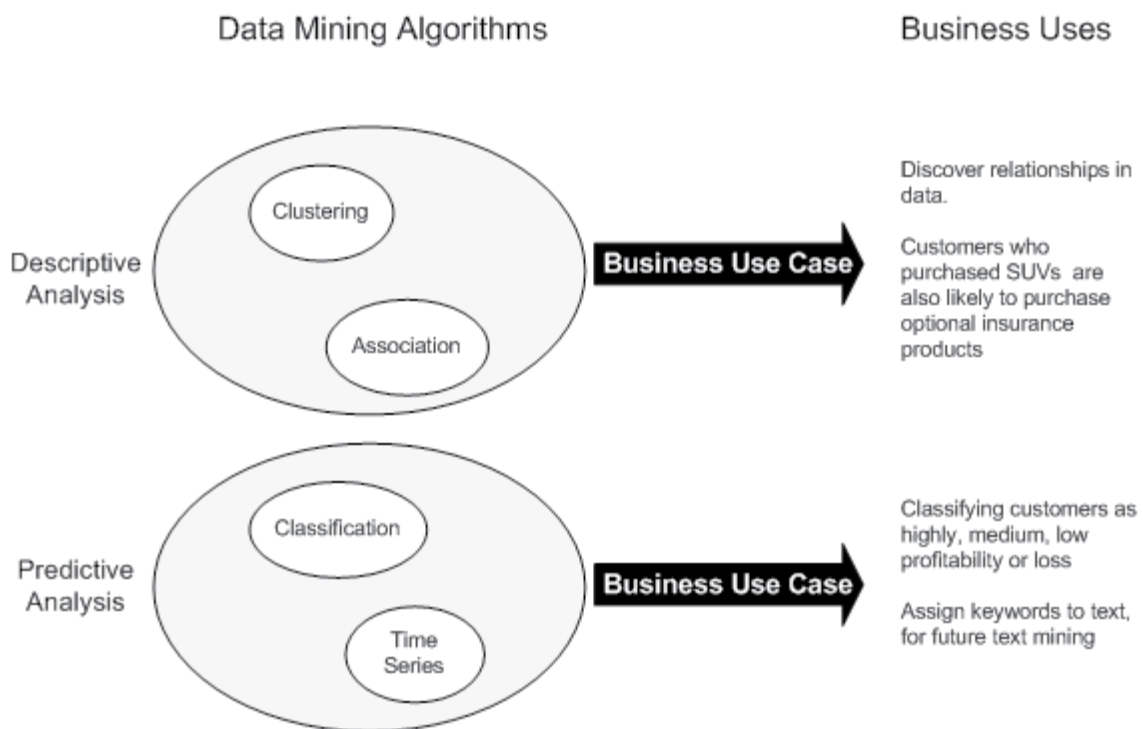 Data Mining Algorithms
Business Uses
Descriptive
Analysis
Clustering
Association
Business Use Case
Discover relationships in
data.
Customers who
purchased SUVs are
also likely to purchase
optional insurance
products
Predictive
Analysis
Classification
Time
Series
Business Use Case
Classifying customers as
highly, medium, low
profitability or loss
Assign keywords to text,
for future text mining